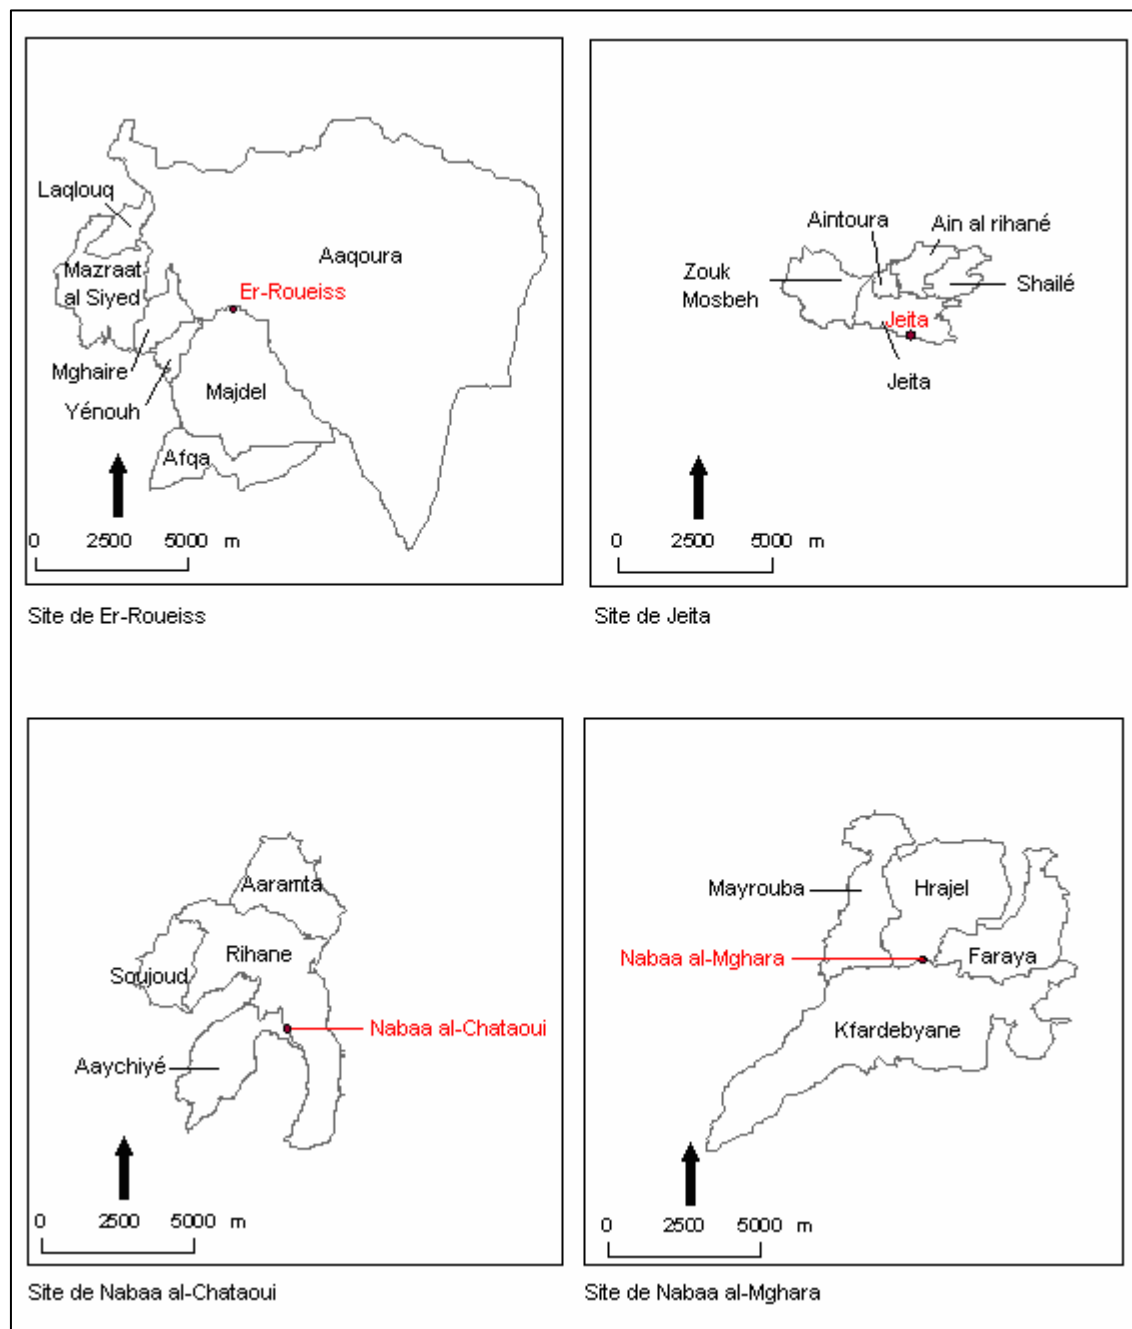 Laqlouq
Mazraat
al Siyed
Aaqoura
Er-Roueiss
Mghaire
Yénouh
Majdel
Afqa
0 2500 5000 m
Site de Er-Roueiss
Aintoura
Ain al rihané
Zouk
Mosbeh
Shailé
Jeita
Jeita
0 2500 5000 m
Site de Jeita
Aaramta
Rihane
Soujoud
Nabaa al-Chataoui
Aaychiyé
0 2500 5000 m
Site de Nabaa al-Chataoui
Mayrouba
Hrajel
Nabaa al-Mghara
Faraya
Kfardebyane
0 2500 5000 m
Site de Nabaa al-Mghara